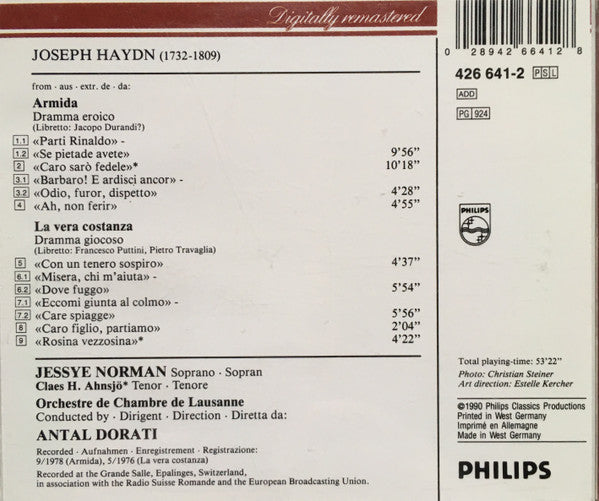 Digitally remastered
JOSEPH HAYDN (1732-1809)
from · aus · extr. de · da:
Armida
Dramma eroico
(Libretto: Jacopo Durandi?)
1.1 «Parti Rinaldo» -
1.2 «Se pietade avete» 9'56"
2 «Caro sarò fedele»* 10'18"
3.1 «Barbaro! E ardisci ancor» -
3.2 «Odio, furor, dispetto» 4'28"
4 «Ah, non ferir» 4'55"
La vera costanza
Dramma giocoso
(Libretto: Francesco Puttini, Pietro Travaglia)
5 «Con un tenero sospiro» 4'37"
6.1 «Misera, chi m'aiuta» -
6.2 «Dove fuggo» 5'54"
7.1 «Eccomi giunta al colmo» -
7.2 «Care spiagge» 5'56"
8 «Caro figlio, partiamo» 2'04"
9 «Rosina vezzosina»* 4'22"
JESSYE NORMAN Soprano · Sopran
Claes H. Ahnsjö* Tenor · Tenore
Orchestre de Chambre de Lausanne
Conducted by · Dirigent · Direction · Diretta da:
ANTAL DORATI
Recorded · Aufnahmen · Enregistrement · Registrazione:
9/1978 (Armida), 5/1976 (La vera costanza)
Recorded at the Grande Salle, Epalinges, Switzerland,
in association with the Radio Suisse Romande and the European Broadcasting Union.
0 28942 66412 8
426 641-2 PSL
ADD
PG 924
PHILIPS
Total playing-time: 53'22"
Photo: Christian Steiner
Art direction: Estelle Kercher
©1990 Philips Classics Productions
Printed in West Germany
Imprimé en Allemagne
Made in West Germany
PHILIPS